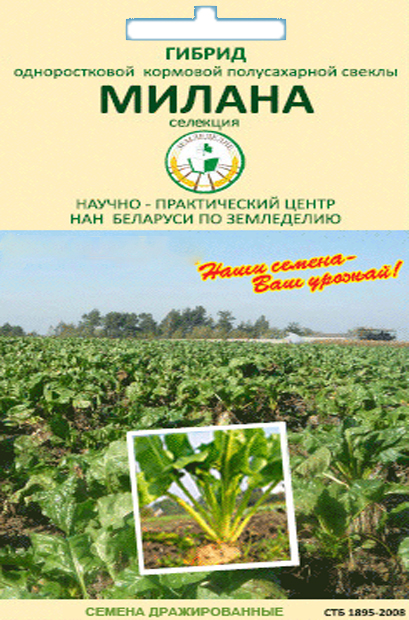 ГИБРИД
одноростковой кормовой полусахарной свеклы
МИЛАНА
селекция
ЗЕМЛЕДЕЛИЕ
НАУЧНО - ПРАКТИЧЕСКИЙ ЦЕНТР
НАН БЕЛАРУСИ ПО ЗЕМЛЕДЕЛИЮ
Наши семена-
Ваш урожай!
СЕМЕНА ДРАЖИРОВАННЫЕ
СТБ 1895-2008